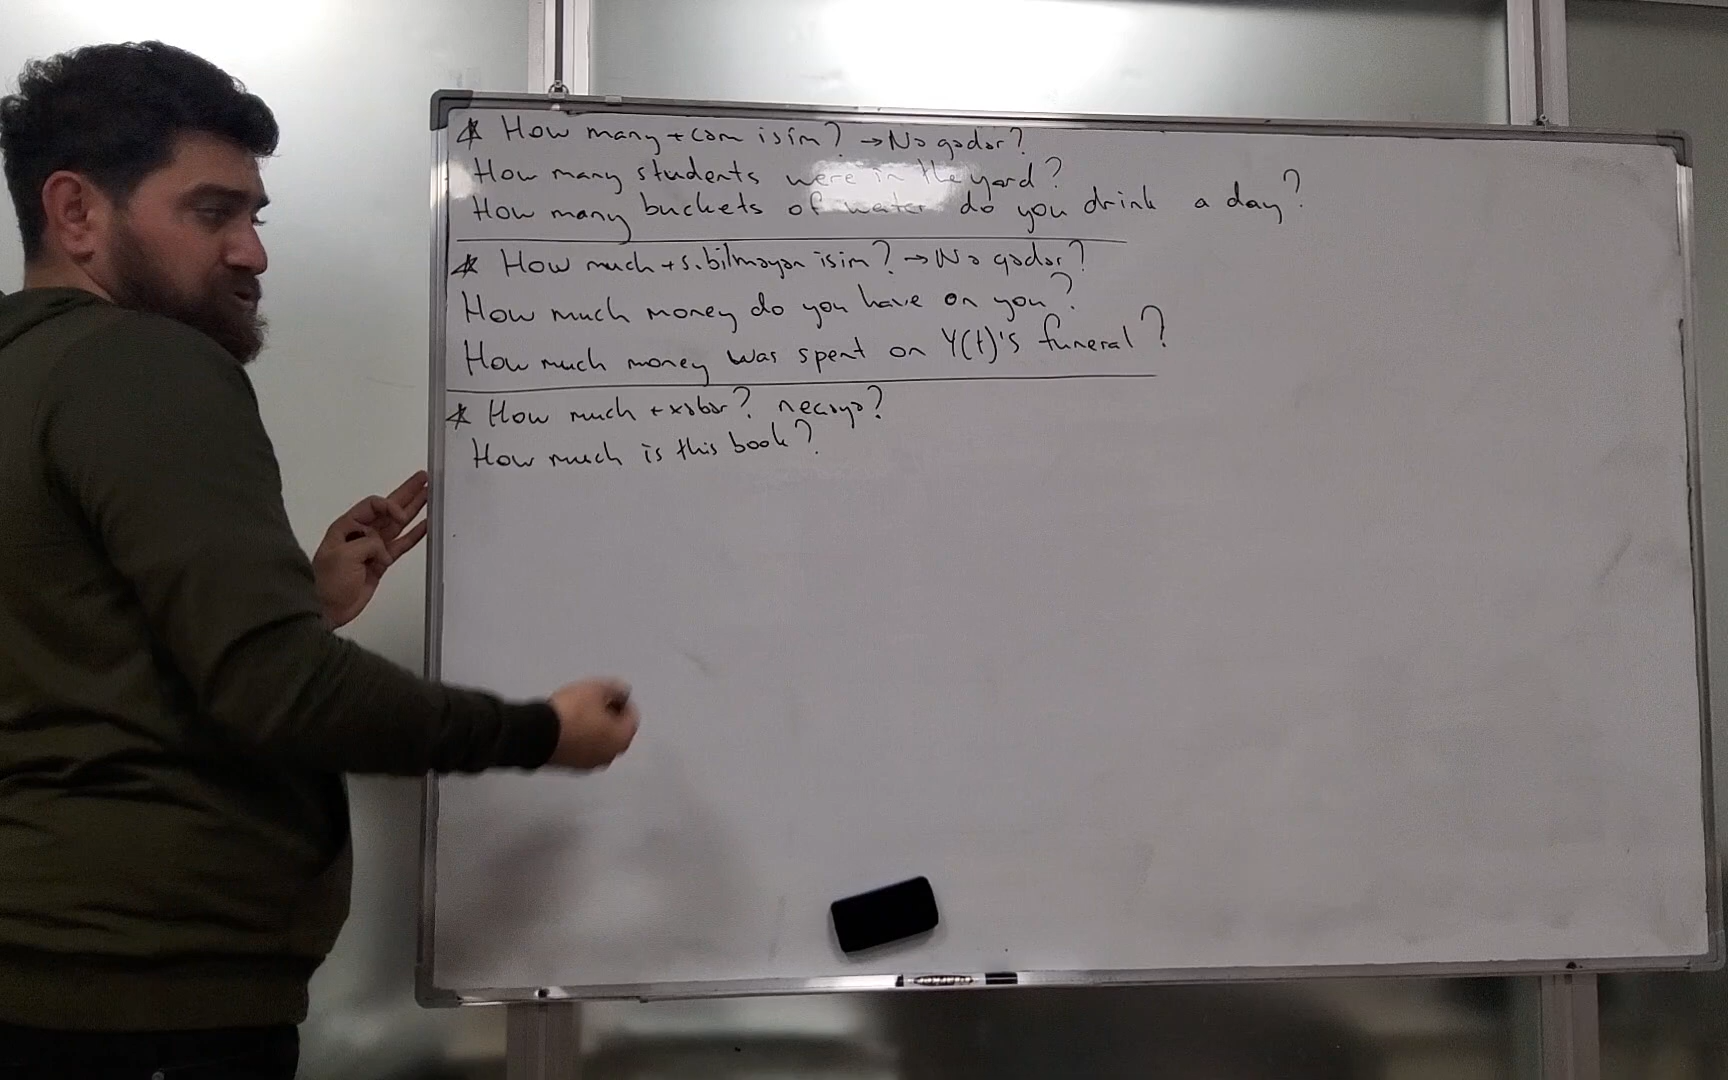 * How many + cəm isim? → Nə qədər?
How many students were in the yard?
How many buckets of water do you drink a day?
* How much + s. bilməyən isim? → Nə qədər?
How much money do you have on you?
How much money was spent on Y(t)'s funeral?
* How much + xəbər? neçəyə?
How much is this book?